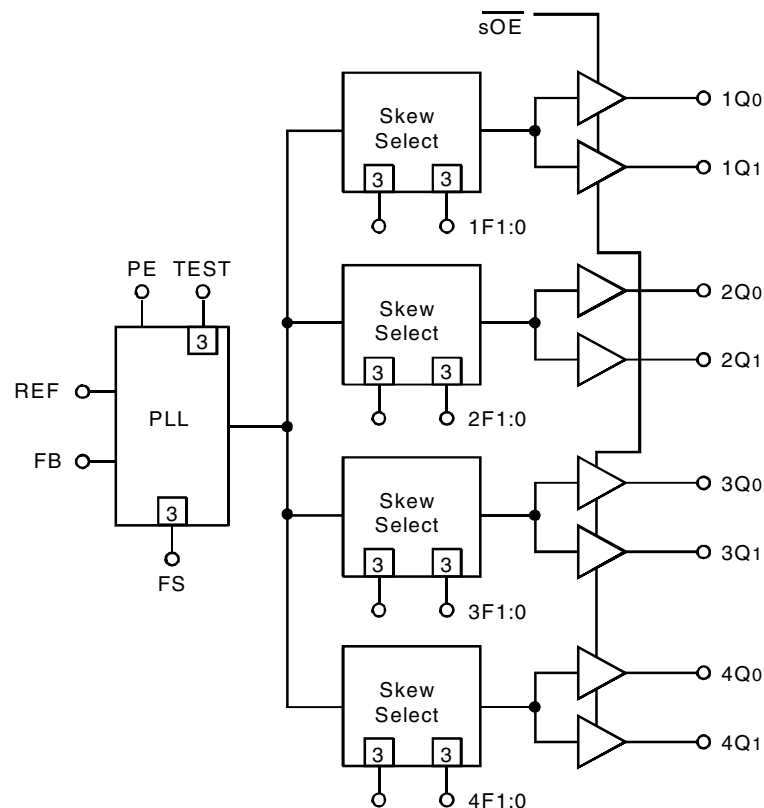 sOE
Skew
Select
3 3
1F1:0
1Q0
1Q1
PE TEST
3
REF
PLL
FB
3
FS
Skew
Select
3 3
2F1:0
2Q0
2Q1
Skew
Select
3 3
3F1:0
3Q0
3Q1
Skew
Select
3 3
4F1:0
4Q0
4Q1